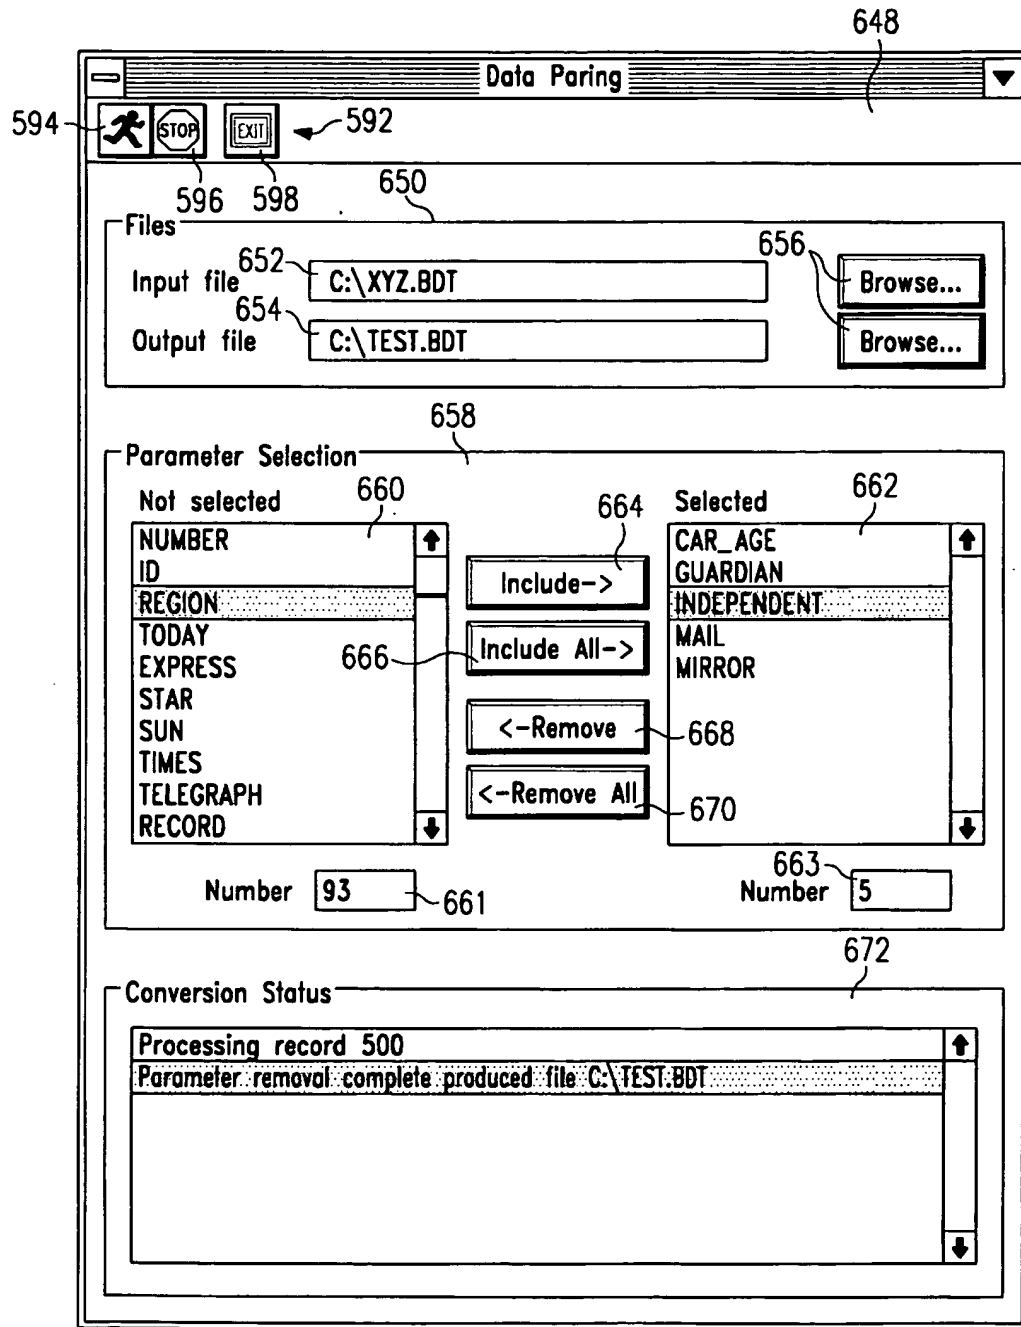 648
Data Paring
594
STOP
EXIT
592
596
598
650
Files
656
Input file
652
C:\XYZ.BDT
Browse...
654
Output file
C:\TEST.BDT
Browse...
658
Parameter Selection
Not selected
660
664
Selected
662
NUMBER
ID
REGION
TODAY
EXPRESS
STAR
SUN
TIMES
TELEGRAPH
RECORD
Include->
Include All->
666
<-Remove
668
<-Remove All
670
CAR_AGE
GUARDIAN
INDEPENDENT
MAIL
MIRROR
Number 93
661
663
Number 5
672
Conversion Status
Processing record 500
Parameter removal complete produced file C:\TEST.BDT